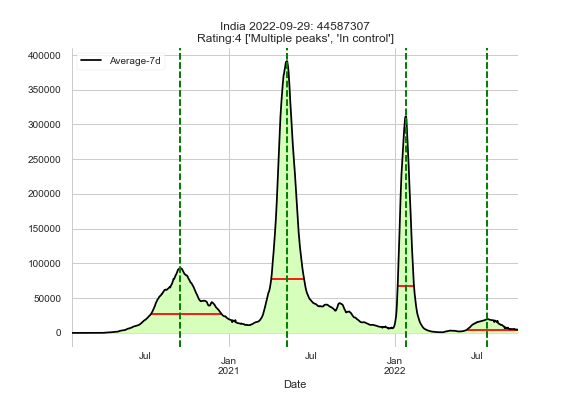 India 2022-09-29: 44587307
Rating:4 ['Multiple peaks', 'In control']
Average-7d
400000
350000
300000
250000
200000
150000
100000
50000
0
Jul
Jan
2021
Jul
Jan
2022
Jul
Date